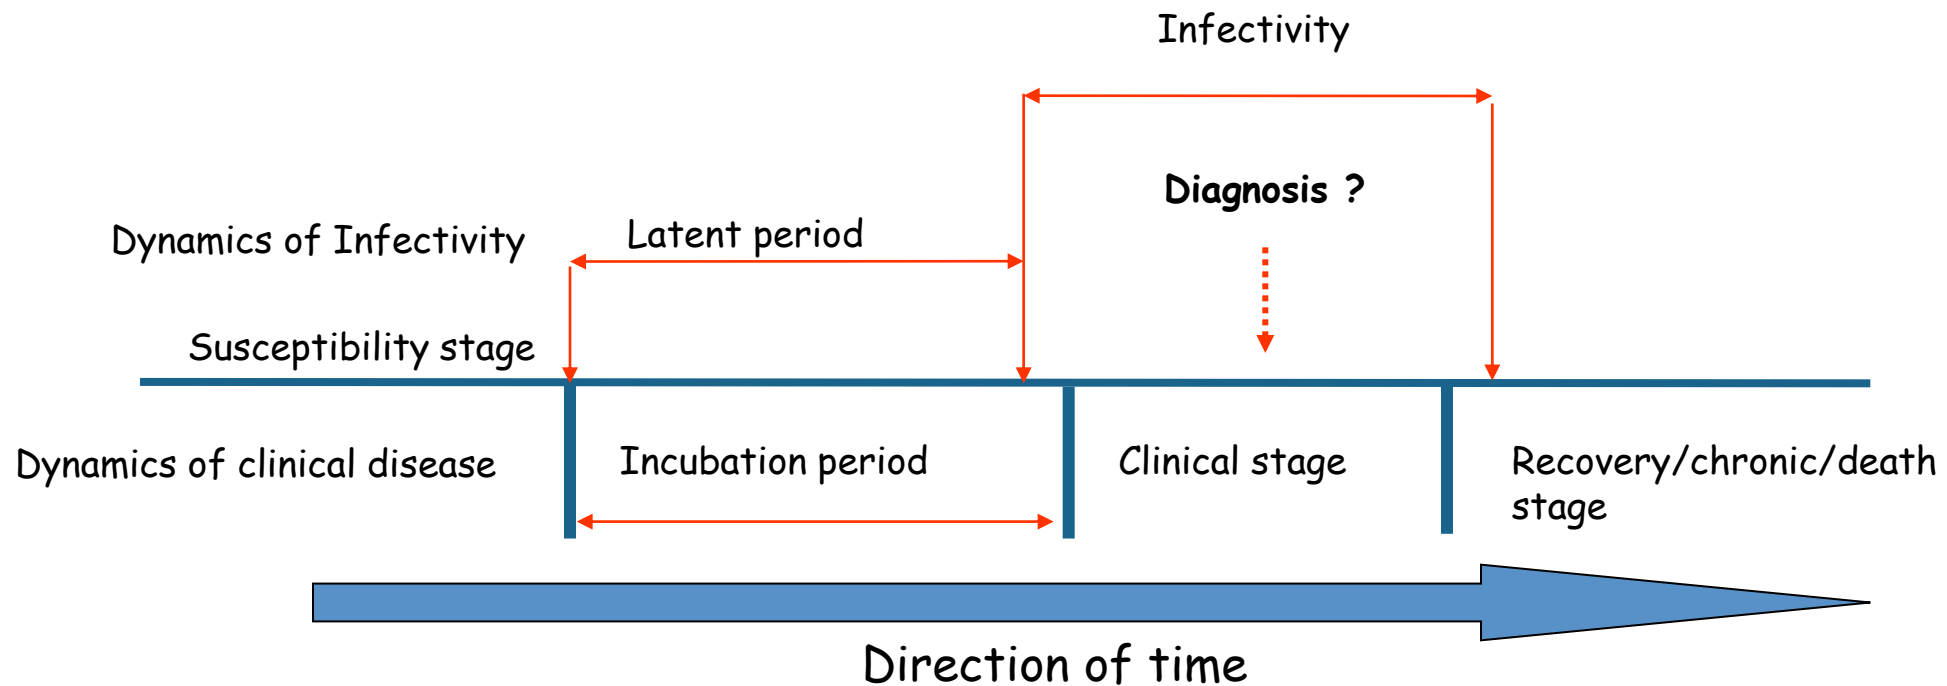 Infectivity
Diagnosis ?
Dynamics of Infectivity
Latent period
Susceptibility stage
Dynamics of clinical disease
Incubation period
Clinical stage
Recovery/chronic/death
stage
Direction of time